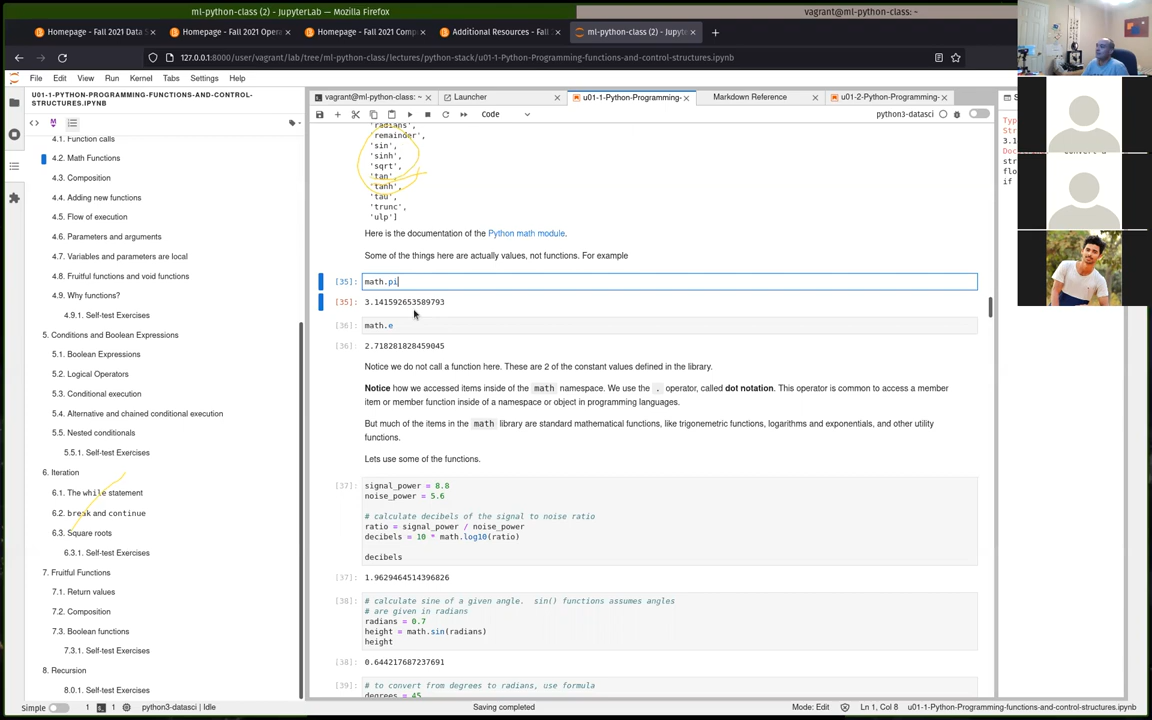 ml-python-class (2) - JupyterLab — Mozilla Firefox
vagrant@ml-python-class: ~
Homepage - Fall 2021 Data S
Homepage - Fall 2021 Opera
Homepage - Fall 2021 Comp
Additional Resources - Fall
ml-python-class (2) - Jupyte
127.0.0.1:8000/user/vagrant/lab/tree/ml-python-class/lectures/python-stack/u01-1-Python-Programming-functions-and-control-structures.ipynb
File Edit View Run Kernel Tabs Settings Help
U01-1-PYTHON-PROGRAMMING-FUNCTIONS-AND-CONTROL-
STRUCTURES.IPYNB
4.1. Function calls
4.2. Math Functions
4.3. Composition
4.4. Adding new functions
4.5. Flow of execution
4.6. Parameters and arguments
4.7. Variables and parameters are local
4.8. Fruitful functions and void functions
4.9. Why functions?
4.9.1. Self-test Exercises
5. Conditions and Boolean Expressions
5.1. Boolean Expressions
5.2. Logical Operators
5.3. Conditional execution
5.4. Alternative and chained conditional execution
5.5. Nested conditionals
5.5.1. Self-test Exercises
6. Iteration
6.1. The while statement
6.2. break and continue
6.3. Square roots
6.3.1. Self-test Exercises
7. Fruitful Functions
7.1. Return values
7.2. Composition
7.3. Boolean functions
7.3.1. Self-test Exercises
8. Recursion
8.0.1. Self-test Exercises
vagrant@ml-python-class: ~
Launcher
u01-1-Python-Programming-
Markdown Reference
u01-2-Python-Programming-
Code
python3-datasci
'radians',
'remainder',
'sin',
'sinh',
'sqrt',
'tan',
'tanh',
'tau',
'trunc',
'ulp']
Here is the documentation of the Python math module.
Some of the things here are actually values, not functions. For example
[35]: math.pi
[35]: 3.141592653589793
[36]: math.e
[36]: 2.718281828459045
Notice we do not call a function here. These are 2 of the constant values defined in the library.
Notice how we accessed items inside of the math namespace. We use the . operator, called dot notation. This operator is common to access a member
item or member function inside of a namespace or object in programming languages.
But much of the items in the math library are standard mathematical functions, like trigonemetric functions, logarithms and exponentials, and other utility
functions.
Lets use some of the functions.
[37]: signal_power = 8.8
noise_power = 5.6
# calculate decibels of the signal to noise ratio
ratio = signal_power / noise_power
decibels = 10 * math.log10(ratio)
decibels
[37]: 1.9629464514396826
[38]: # calculate sine of a given angle. sin() functions assumes angles
# are given in radians
radians = 0.7
height = math.sin(radians)
height
[38]: 0.644217687237691
[39]: # to convert from degrees to radians, use formula
degrees = 45
Typ
Str
3.1
Doc
str
flo
if
Simple 1 1 python3-datasci | Idle
Saving completed
Mode: Edit Ln 1, Col 8 u01-1-Python-Programming-functions-and-control-structures.ipynb